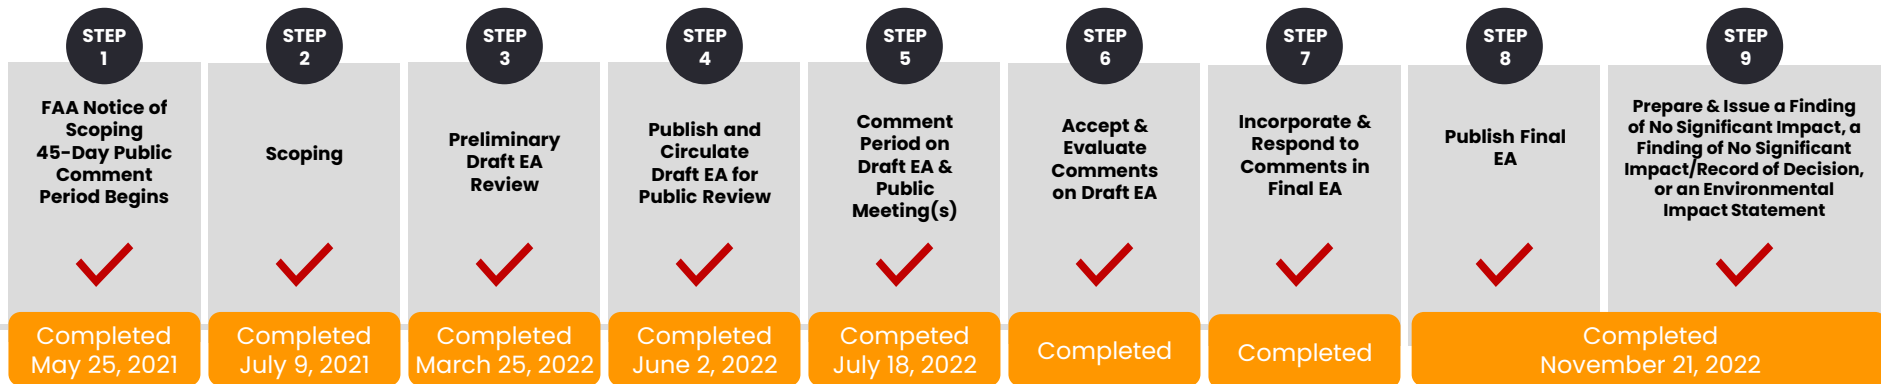 STEP
1
FAA Notice of
Scoping
45-Day Public
Comment
Period Begins
Completed
May 25, 2021
STEP
2
Scoping
Completed
July 9, 2021
STEP
3
Preliminary
Draft EA
Review
Completed
March 25, 2022
STEP
4
Publish and
Circulate
Draft EA for
Public Review
Completed
June 2, 2022
STEP
5
Comment
Period on
Draft EA &
Public
Meeting(s)
Competed
July 18, 2022
STEP
6
Accept &
Evaluate
Comments
on Draft EA
Completed
STEP
7
Incorporate &
Respond to
Comments in
Final EA
Completed
STEP
8
Publish Final
EA
STEP
9
Prepare & Issue a Finding
of No Significant Impact, a
Finding of No Significant
Impact/Record of Decision,
or an Environmental
Impact Statement
Completed
November 21, 2022